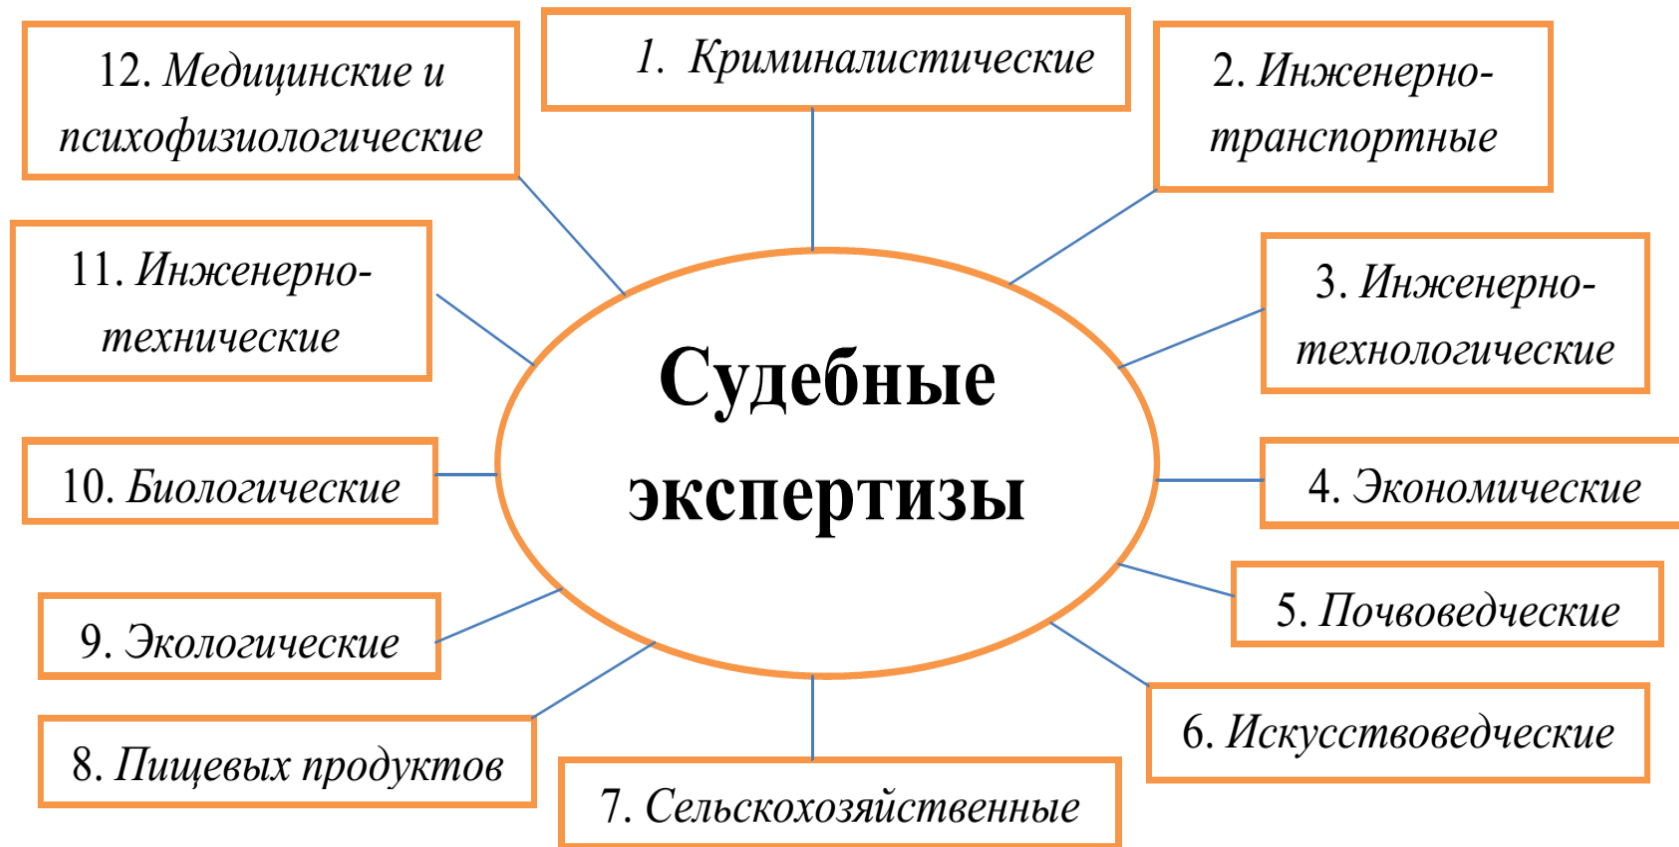 Судебные
экспертизы
1. Криминалистические
2. Инженерно-
транспортные
3. Инженерно-
технологические
4. Экономические
5. Почвоведческие
6. Искусствоведческие
7. Сельскохозяйственные
8. Пищевых продуктов
9. Экологические
10. Биологические
11. Инженерно-
технические
12. Медицинские и
психофизиологические